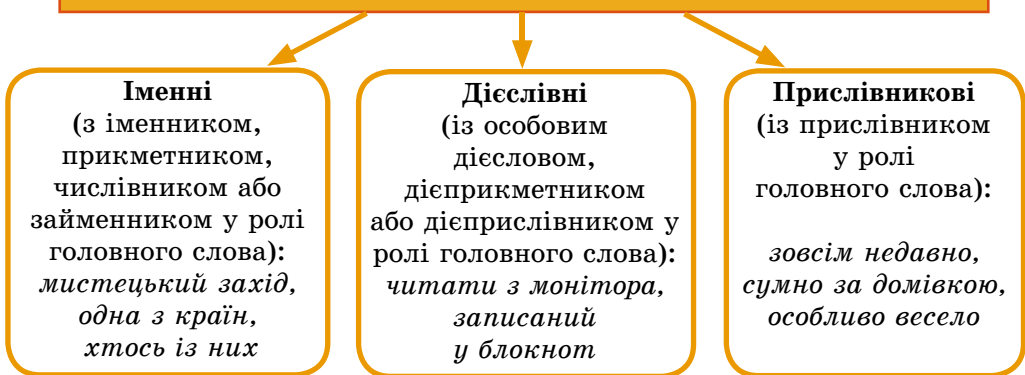 Іменні
(з іменником,
прикметником,
числівником або
займенником у ролі
головного слова):
мистецький захід,
одна з країн,
хтось із них
Дієслівні
(із особовим
дієсловом,
дієприкметником
або дієприслівником у
ролі головного слова):
читати з монітора,
записаний
у блокнот
Прислівникові
(із прислівником
у ролі
головного слова):
зовсім недавно,
сумно за домівкою,
особливо весело